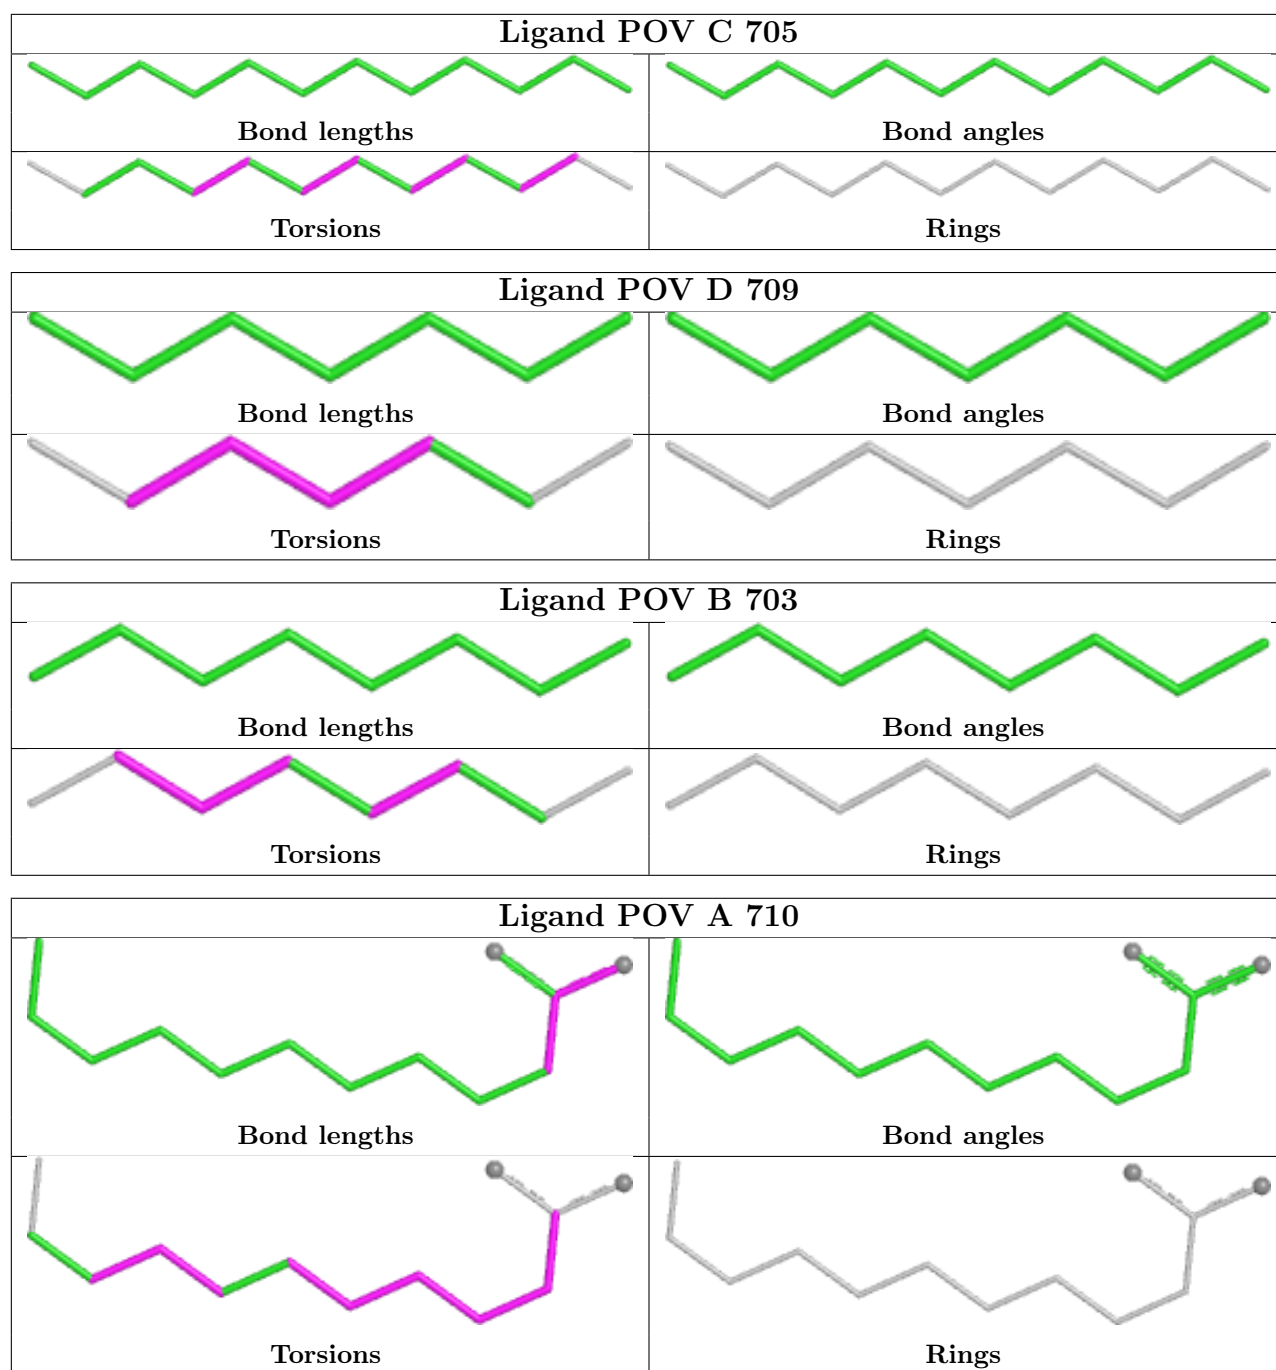 Ligand POV C 705
Bond lengths Bond angles
Torsions Rings
Ligand POV D 709
Bond lengths Bond angles
Torsions Rings
Ligand POV B 703
Bond lengths Bond angles
Torsions Rings
Ligand POV A 710
Bond lengths Bond angles
Torsions Rings